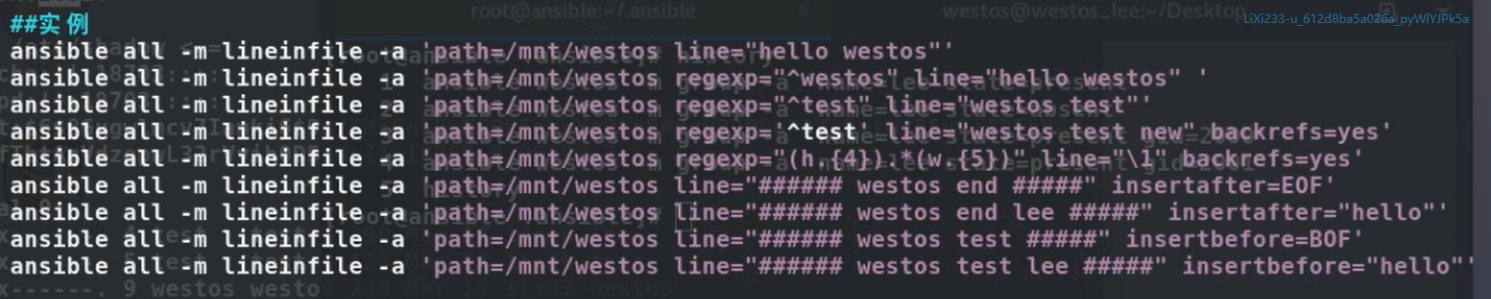 root@ansible:~/.ansible
westos@westos_lee:~/Desktop
LiXi233-u_612d8ba5a026a_pyWlYJPk5a
##实例
ansible all -m lineinfile -a 'path=/mnt/westos line="hello westos"'
ansible all -m lineinfile -a 'path=/mnt/westos regexp="^westos" line="hello westos" '
ansible all -m lineinfile -a 'path=/mnt/westos regexp="^test" line="westos test"'
ansible all -m lineinfile -a 'path=/mnt/westos regexp='^test' line="westos test new" backrefs=yes'
ansible all -m lineinfile -a 'path=/mnt/westos regexp="(h.{4}).*(w.{5})" line="\1" backrefs=yes'
ansible all -m lineinfile -a 'path=/mnt/westos line="###### westos end #####" insertafter=EOF'
ansible all -m lineinfile -a 'path=/mnt/westos line="###### westos end lee #####" insertafter="hello"'
ansible all -m lineinfile -a 'path=/mnt/westos line="###### westos test #####" insertbefore=BOF'
ansible all -m lineinfile -a 'path=/mnt/westos line="###### westos test lee #####" insertbefore="hello"'